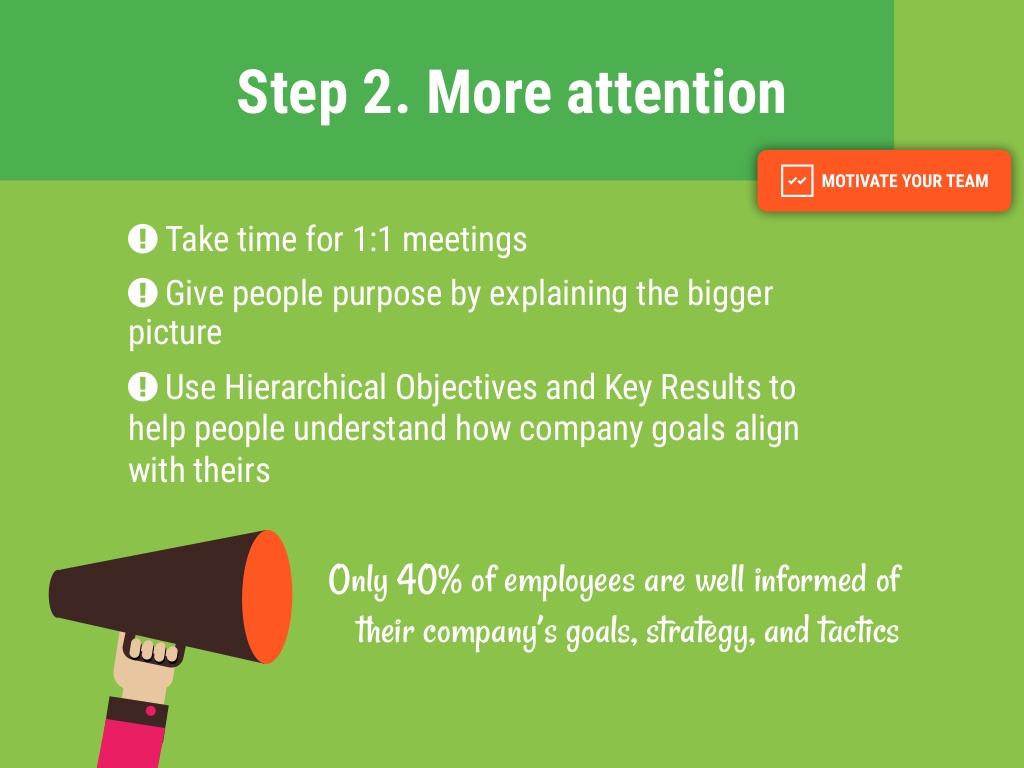 Step 2. More attention
MOTIVATE YOUR TEAM
Take time for 1:1 meetings
Give people purpose by explaining the bigger
picture
Use Hierarchical Objectives and Key Results to
help people understand how company goals align
with theirs
Only 40% of employees are well informed of
their company's goals, strategy, and tactics